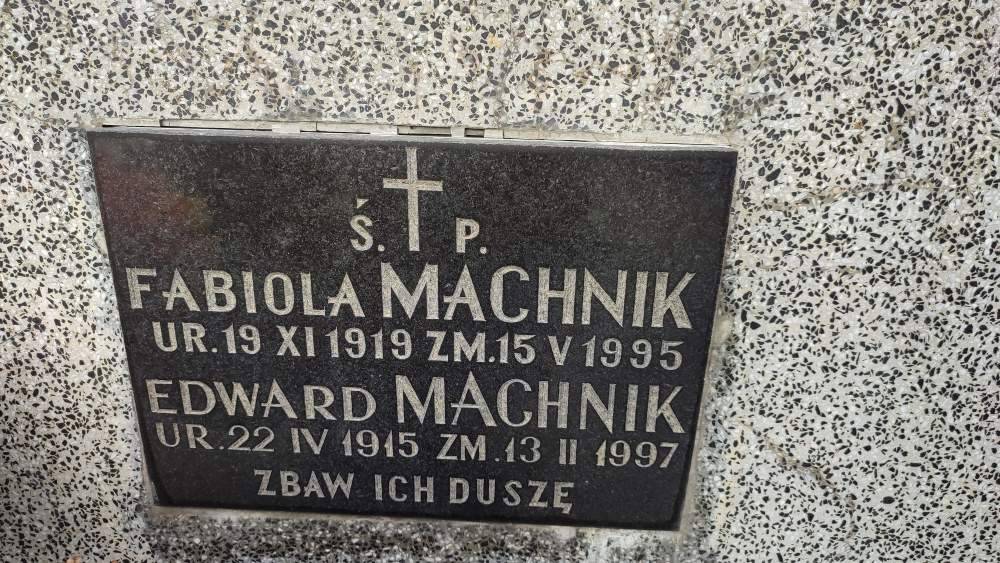 Ś. P.
FABIOLA MACHNIK
UR. 19 XI 1919 ZM. 15 V 1995
EDWARD MACHNIK
UR. 22 IV 1915 ZM. 13 II 1997
ZBAW ICH DUSZĘ